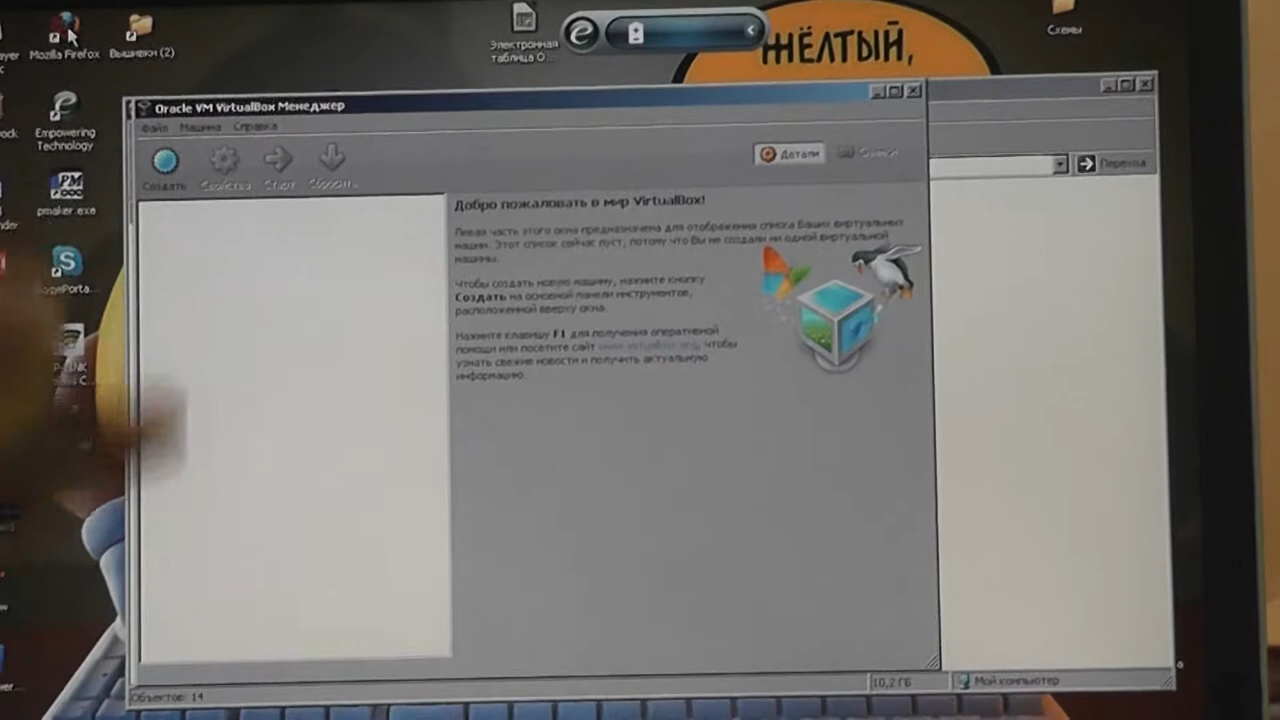 Mozilla Firefox
Вышивки (2)
Электронная
таблица O...
ЖЁЛТЫЙ,
Схемы
Empowering
Technology
pmaker.exe
Oracle VM VirtualBox Менеджер
Файл Машина Справка
Создать Свойства Старт Сбросить
Детали
Переход
Добро пожаловать в мир VirtualBox!
Левая часть этого окна предназначена для отображения списка Ваших виртуальных
машин. Этот список сейчас пуст, потому что Вы не создали ни одной виртуальной
машины.
Чтобы создать новую машину, нажмите кнопку
Создать на основной панели инструментов,
расположенной вверху окна.
Нажмите клавишу F1 для получения оперативной
помощи или посетите сайт www.virtualbox.org, чтобы
узнать свежие новости и получить актуальную
информацию.
Объектов: 14
10,2 ГБ
Мой компьютер